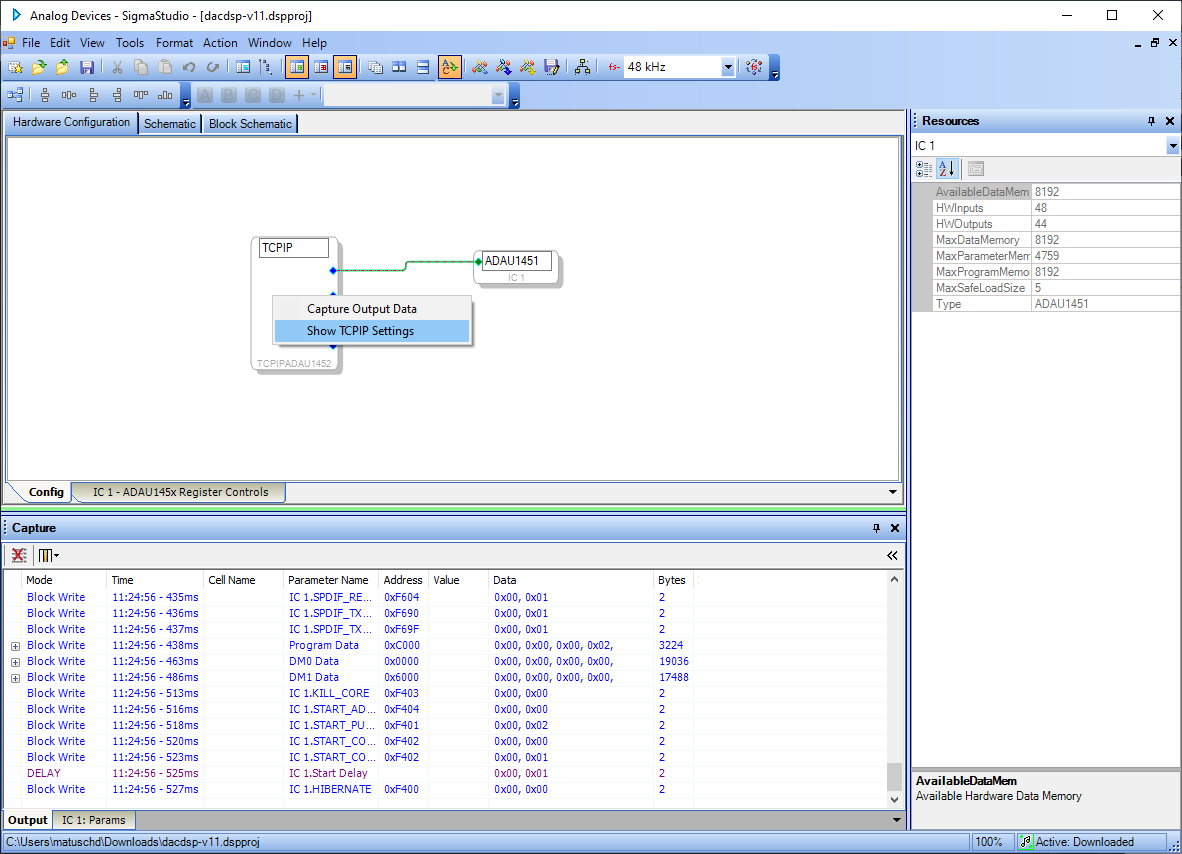 Analog Devices - SigmaStudio - [dacdsp-v11.dspproj]
File Edit View Tools Format Action Window Help
fs- 48 kHz
A B C D
Hardware Configuration Schematic Block Schematic
TCPIP
ADAU1451
IC 1
Capture Output Data
Show TCPIP Settings
TCPIPADAU1452
Config IC 1 - ADAU145x Register Controls
Resources
IC 1
AvailableDataMem 8192
HWInputs 48
HWOutputs 44
MaxDataMemory 8192
MaxParameterMem 4759
MaxProgramMemo 8192
MaxSafeLoadSize 5
Type ADAU1451
AvailableDataMem
Available Hardware Data Memory
Capture
Mode Time Cell Name Parameter Name Address Value Data Bytes
Block Write 11:24:56 - 435ms IC 1.SPDIF_RE... 0xF604 0x00, 0x01 2
Block Write 11:24:56 - 436ms IC 1.SPDIF_TX... 0xF690 0x00, 0x01 2
Block Write 11:24:56 - 437ms IC 1.SPDIF_TX... 0xF69F 0x00, 0x01 2
Block Write 11:24:56 - 438ms Program Data 0xC000 0x00, 0x00, 0x00, 0x02, 3224
Block Write 11:24:56 - 463ms DM0 Data 0x0000 0x00, 0x00, 0x00, 0x00, 19036
Block Write 11:24:56 - 486ms DM1 Data 0x6000 0x00, 0x00, 0x00, 0x00, 17488
Block Write 11:24:56 - 513ms IC 1.KILL_CORE 0xF403 0x00, 0x00 2
Block Write 11:24:56 - 516ms IC 1.START_AD... 0xF404 0x00, 0x00 2
Block Write 11:24:56 - 518ms IC 1.START_PU... 0xF401 0x00, 0x02 2
Block Write 11:24:56 - 520ms IC 1.START_CO... 0xF402 0x00, 0x00 2
Block Write 11:24:56 - 523ms IC 1.START_CO... 0xF402 0x00, 0x01 2
DELAY 11:24:56 - 525ms IC 1.Start Delay 0x00, 0x01 2
Block Write 11:24:56 - 527ms IC 1.HIBERNATE 0xF400 0x00, 0x00 2
Output IC 1: Params
C:\Users\matuschd\Downloads\dacdsp-v11.dspproj 100% Active: Downloaded